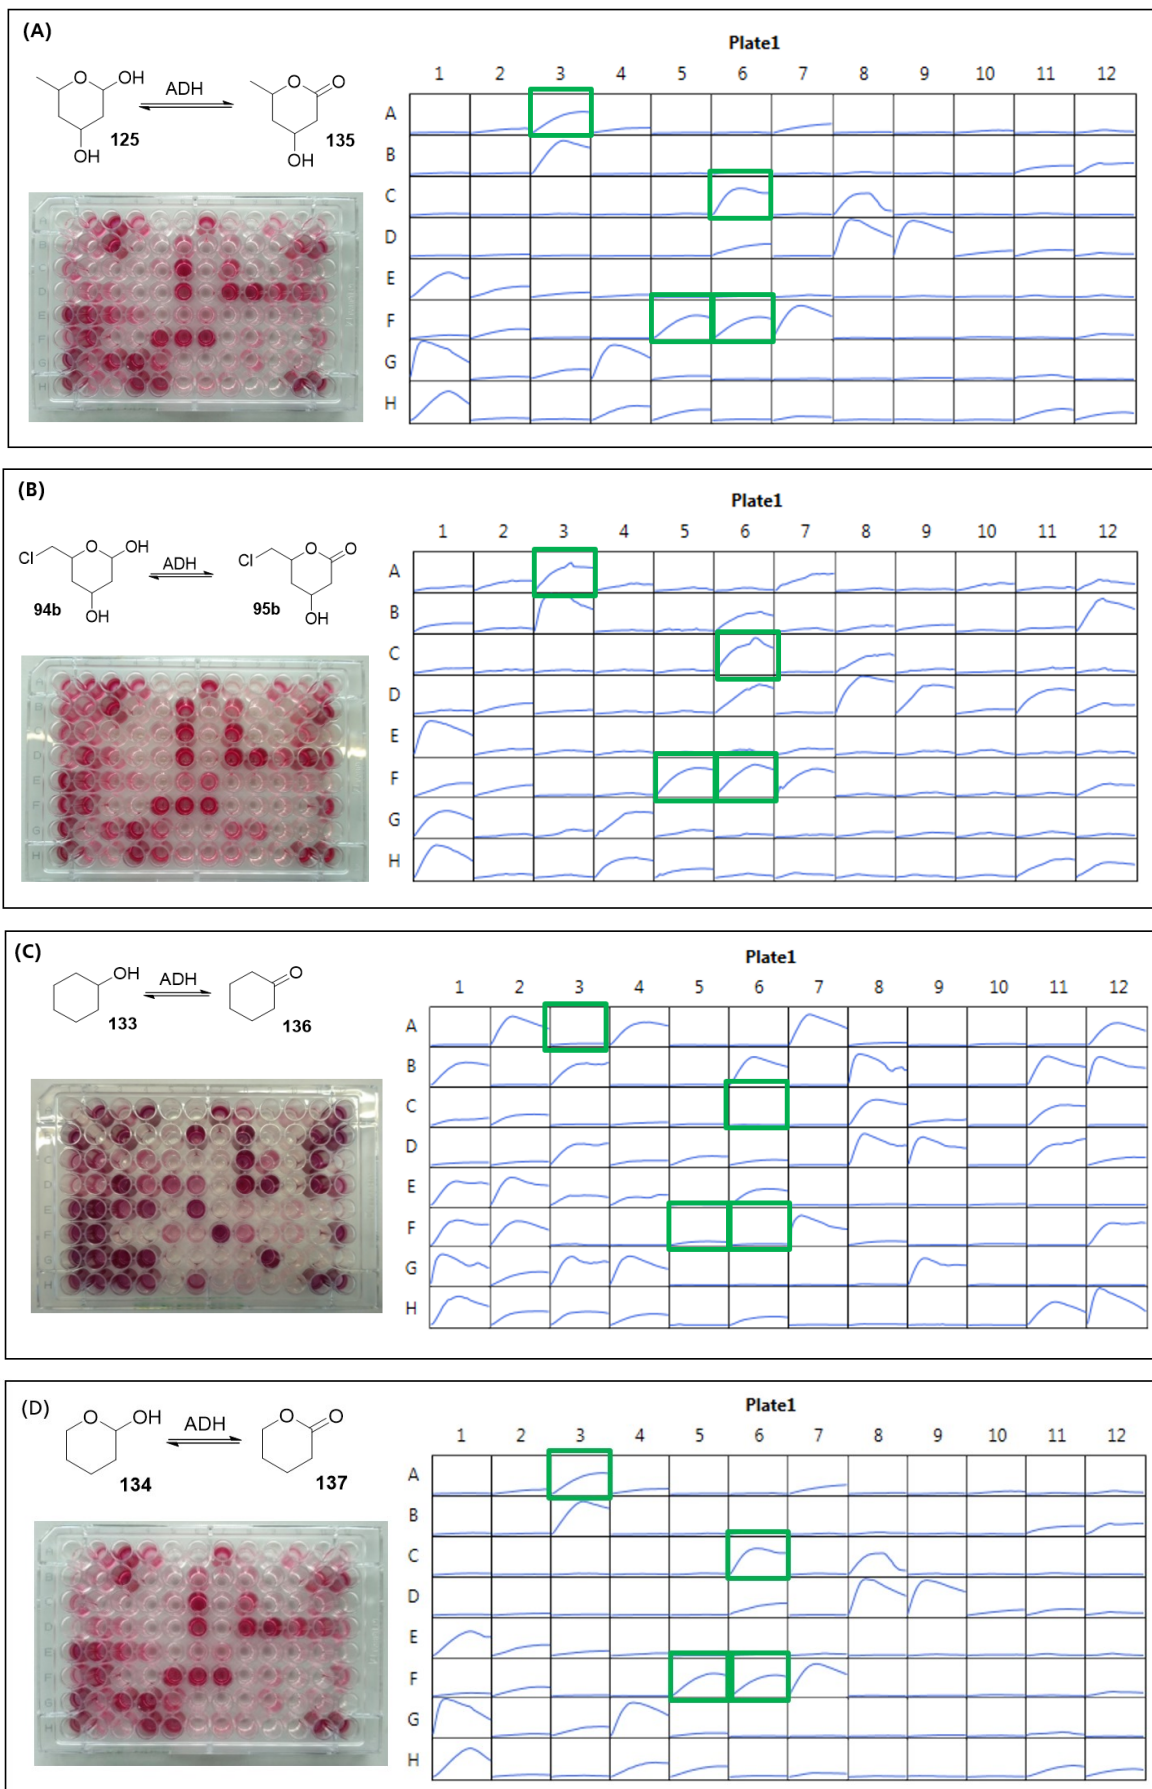 (A)
Plate1
1 2 3 4 5 6 7 8 9 10 11 12
A
B
C
D
E
F
G
H
O OH
ADH
O O
OH 125
OH 135
(B)
Plate1
1 2 3 4 5 6 7 8 9 10 11 12
A
B
C
D
E
F
G
H
Cl O OH
ADH
Cl O O
94b OH
95b OH
(C)
Plate1
1 2 3 4 5 6 7 8 9 10 11 12
A
B
C
D
E
F
G
H
OH
ADH
O
133
136
(D)
Plate1
1 2 3 4 5 6 7 8 9 10 11 12
A
B
C
D
E
F
G
H
O OH
ADH
O O
134
137